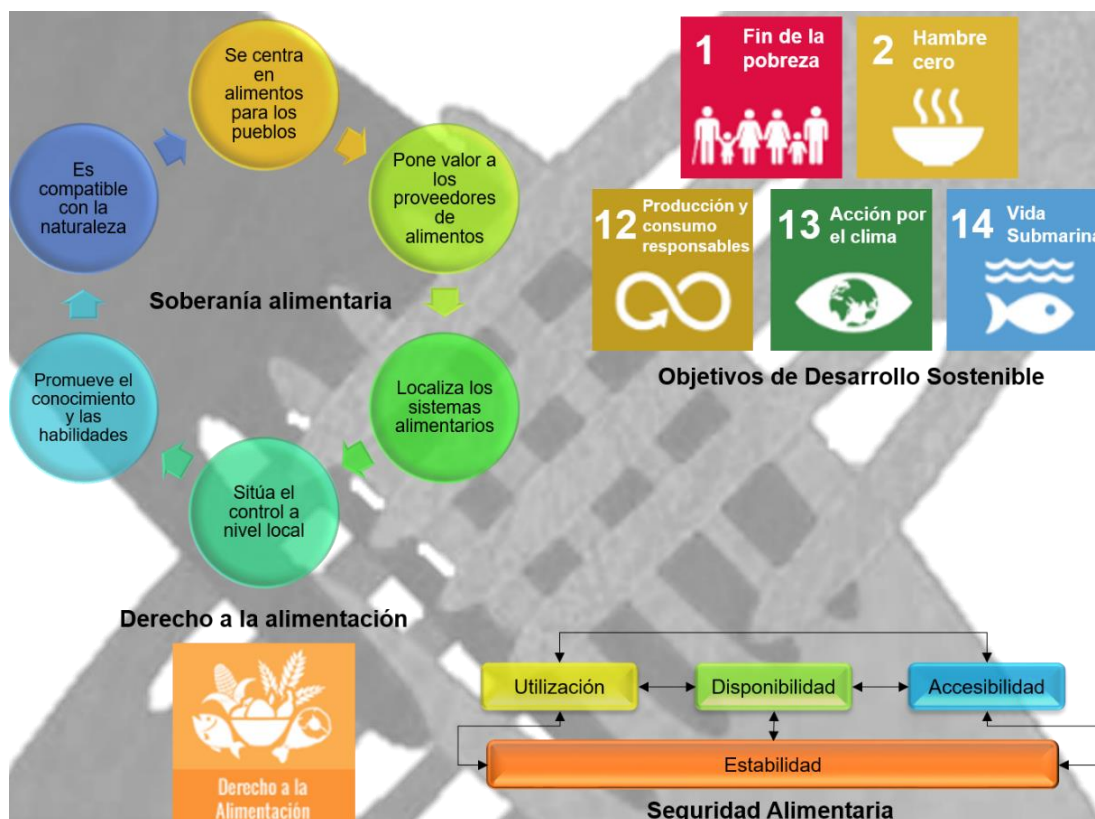 Se centra
en
alimentos
para los
pueblos
Pone valor a
los
proveedores
de
alimentos
Localiza los
sistemas
alimentarios
Sitúa el
control a
nivel local
Promueve el
conocimiento
y las
habilidades
Es
compatible
con la
naturaleza
Soberanía alimentaria
1 Fin de la
pobreza
2 Hambre
cero
12 Producción y
consumo
responsables
13 Acción por
el clima
14 Vida
Submarina
Objetivos de Desarrollo Sostenible
Derecho a la alimentación
Derecho a la
Alimentación
Utilización
Disponibilidad
Accesibilidad
Estabilidad
Seguridad Alimentaria